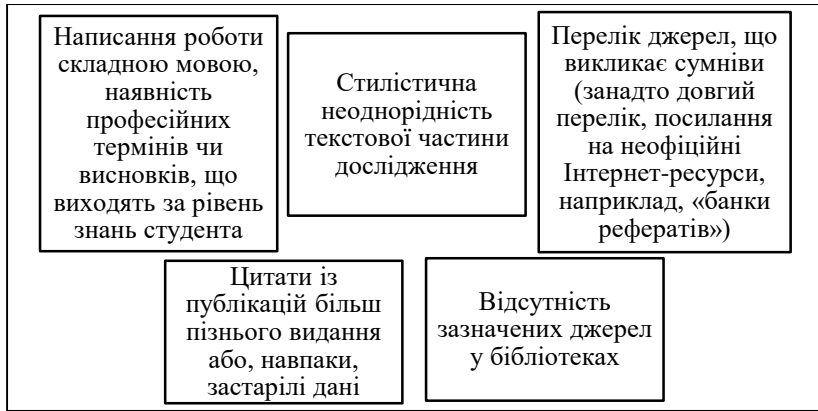 Написання роботи
складною мовою,
наявність
професійних
термінів чи
висновків, що
виходять за рівень
знань студента
Стилістична
неоднорідність
текстової частини
дослідження
Перелік джерел, що
викликає сумніви
(занадто довгий
перелік, посилання
на неофіційні
Інтернет-ресурси,
наприклад, «банки
рефератів»)
Цитати із
публікацій більш
пізнього видання
або, навпаки,
застарілі дані
Відсутність
зазначених джерел
у бібліотеках